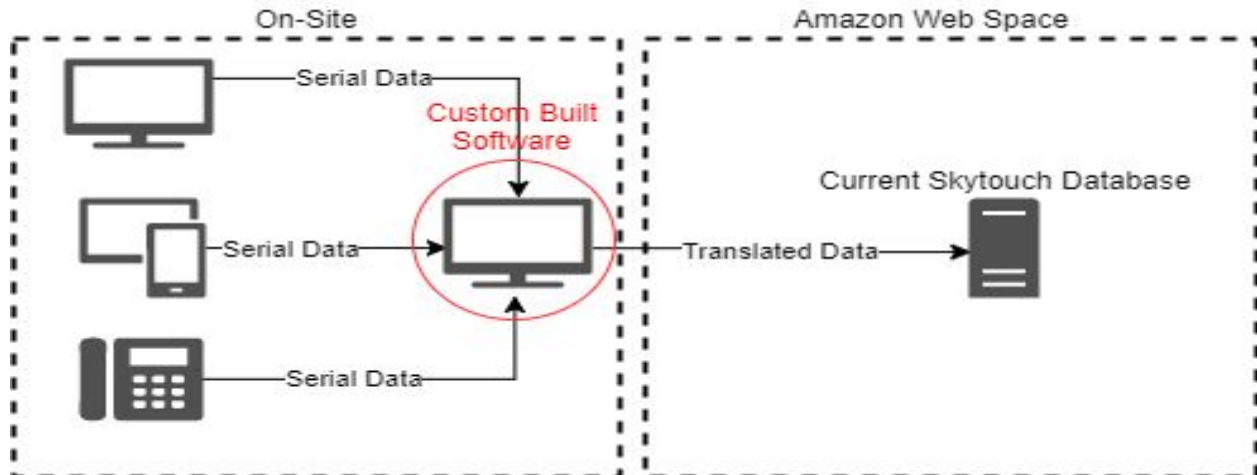 On-Site
Amazon Web Space
Serial Data
Custom Built
Software
Current Skytouch Database
Serial Data
Translated Data
Serial Data